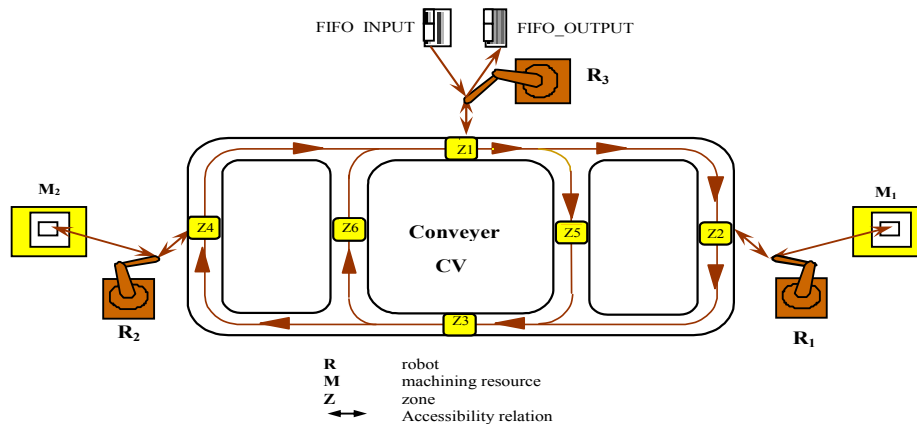 FIFO INPUT
FIFO_OUTPUT
R3
Z1
M2
M1
Z4
Z6
Z5
Z2
Conveyer
CV
R2
Z3
R1
R robot
M machining resource
Z zone
Accessibility relation